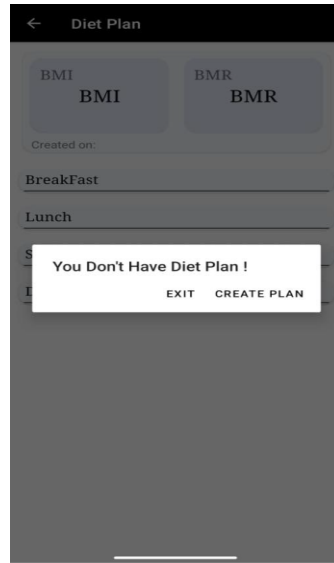 Diet Plan
BMI
BMI
BMR
BMR
Created on:
BreakFast
Lunch
S
You Don't Have Diet Plan !
D
EXIT CREATE PLAN